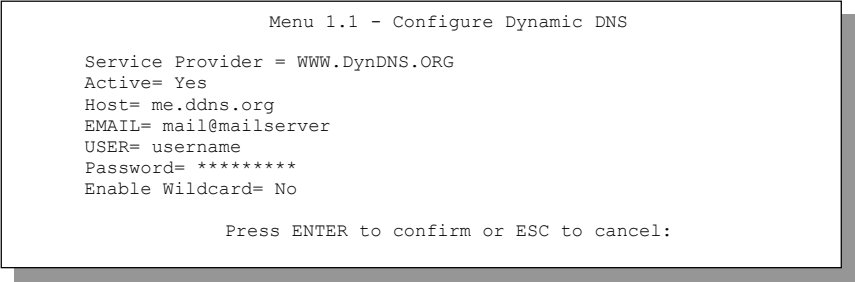 Menu 1.1 - Configure Dynamic DNS
Service Provider = WWW.DynDNS.ORG
Active= Yes
Host= me.ddns.org
EMAIL= mail@mailserver
USER= username
Password= *********
Enable Wildcard= No
Press ENTER to confirm or ESC to cancel: